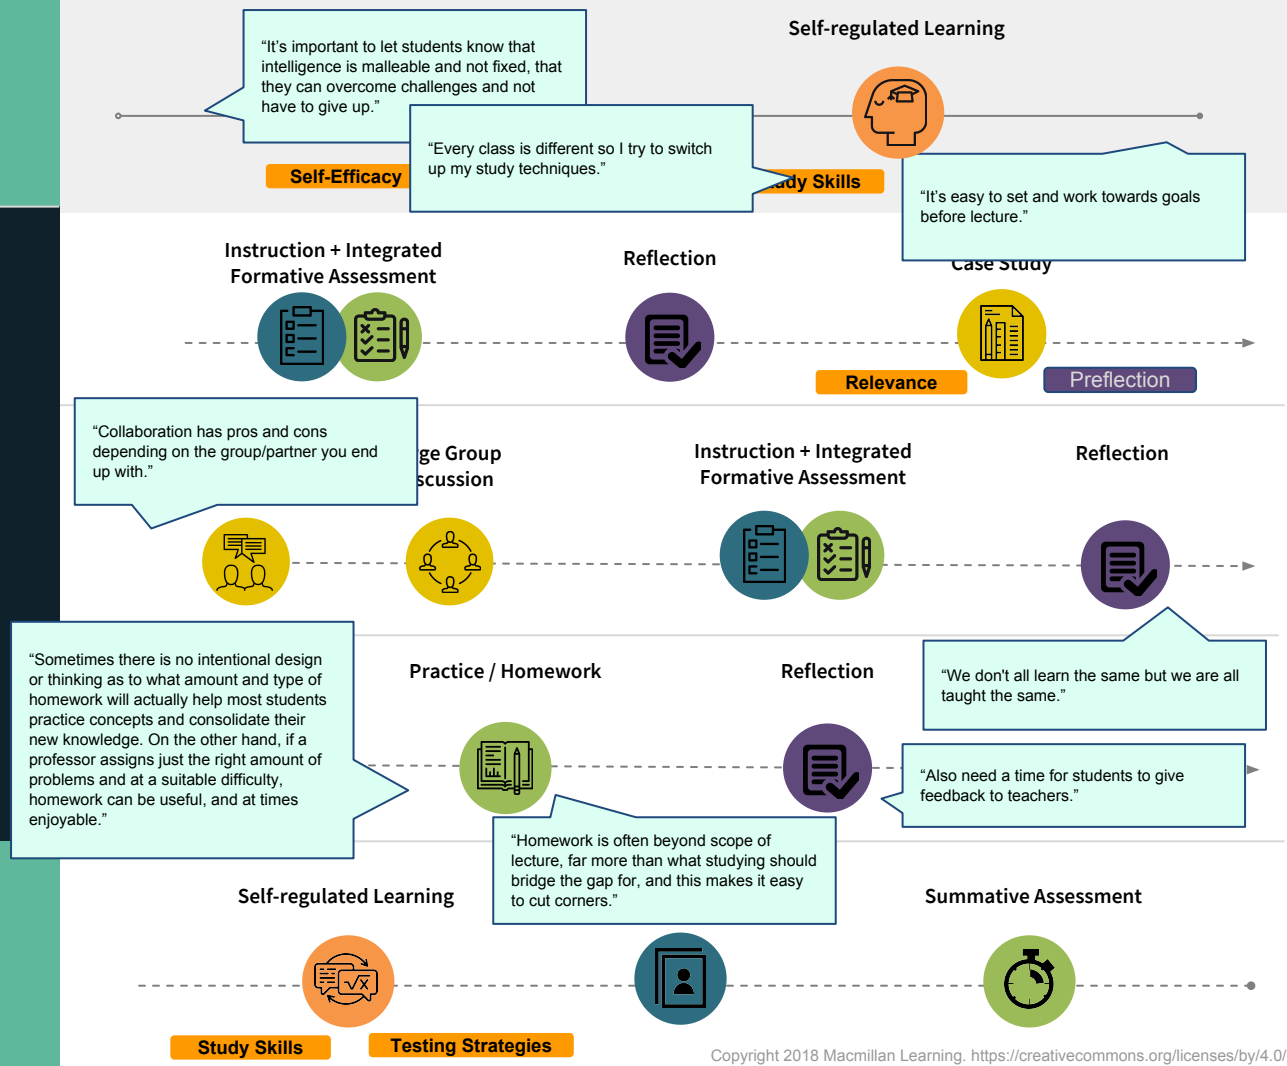 Self-regulated Learning
“It’s important to let students know that
intelligence is malleable and not fixed, that
they can overcome challenges and not
have to give up.”
“Every class is different so I try to switch
up my study techniques.”
Self-Efficacy
Skills
“It’s easy to set and work towards goals
before lecture.”
Instruction + Integrated
Formative Assessment
Reflection
Case Study
Relevance
Preflection
“Collaboration has pros and cons
depending on the group/partner you end
up with.”
Group
Instruction + Integrated
Formative Assessment
Reflection
“Sometimes there is no intentional design
or thinking as to what amount and type of
homework will actually help most students
practice concepts and consolidate their
new knowledge. On the other hand, if a
professor assigns just the right amount of
problems and at a suitable difficulty,
homework can be useful, and at times
enjoyable.”
Practice / Homework
Reflection
“We don't all learn the same but we are all
taught the same.”
“Also need a time for students to give
feedback to teachers.”
“Homework is often beyond scope of
lecture, far more than what studying should
bridge the gap for, and this makes it easy
to cut corners.”
Self-regulated Learning
Summative Assessment
√x
Study Skills
Testing Strategies
Copyright 2018 Macmillan Learning. https://creativecommons.org/licenses/by/4.0/